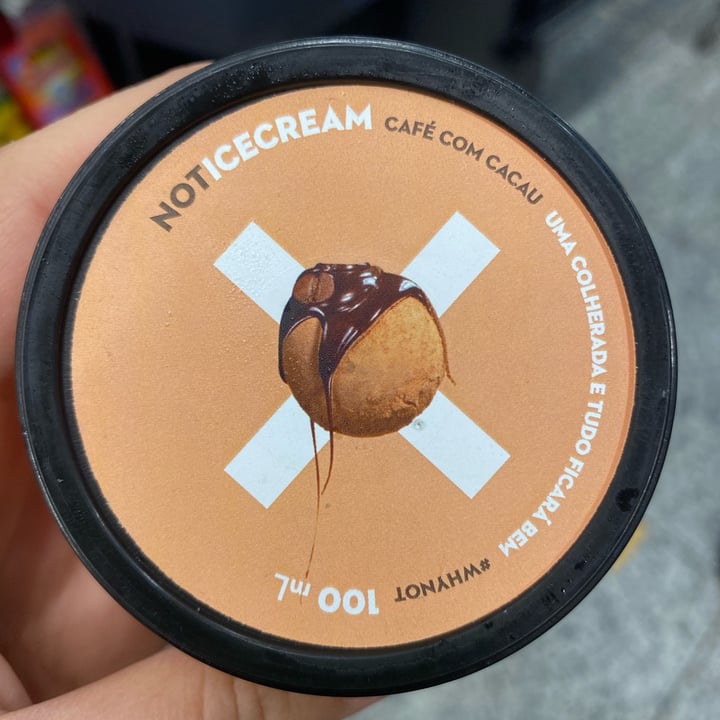 NOTICECREAM CAFÉ COM CACAU
UMA COLHERADA E TUDO FICARÁ BEM
#WHYNOT
100 mL